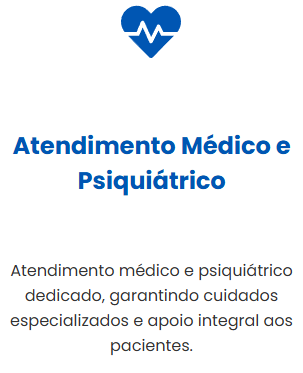 Atendimento Médico e
Psiquiátrico
Atendimento médico e psiquiátrico
dedicado, garantindo cuidados
especializados e apoio integral aos
pacientes.